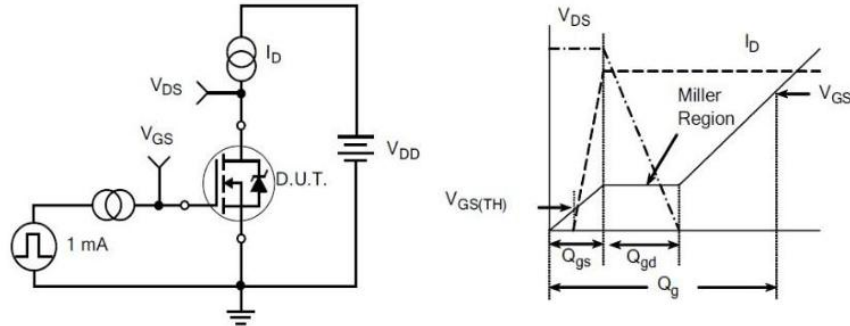 I_D
V_DS
V_GS
V_DD
D.U.T.
1 mA
V_DS
I_D
Miller
Region
V_GS
V_GS(TH)
Q_gs
Q_gd
Q_g